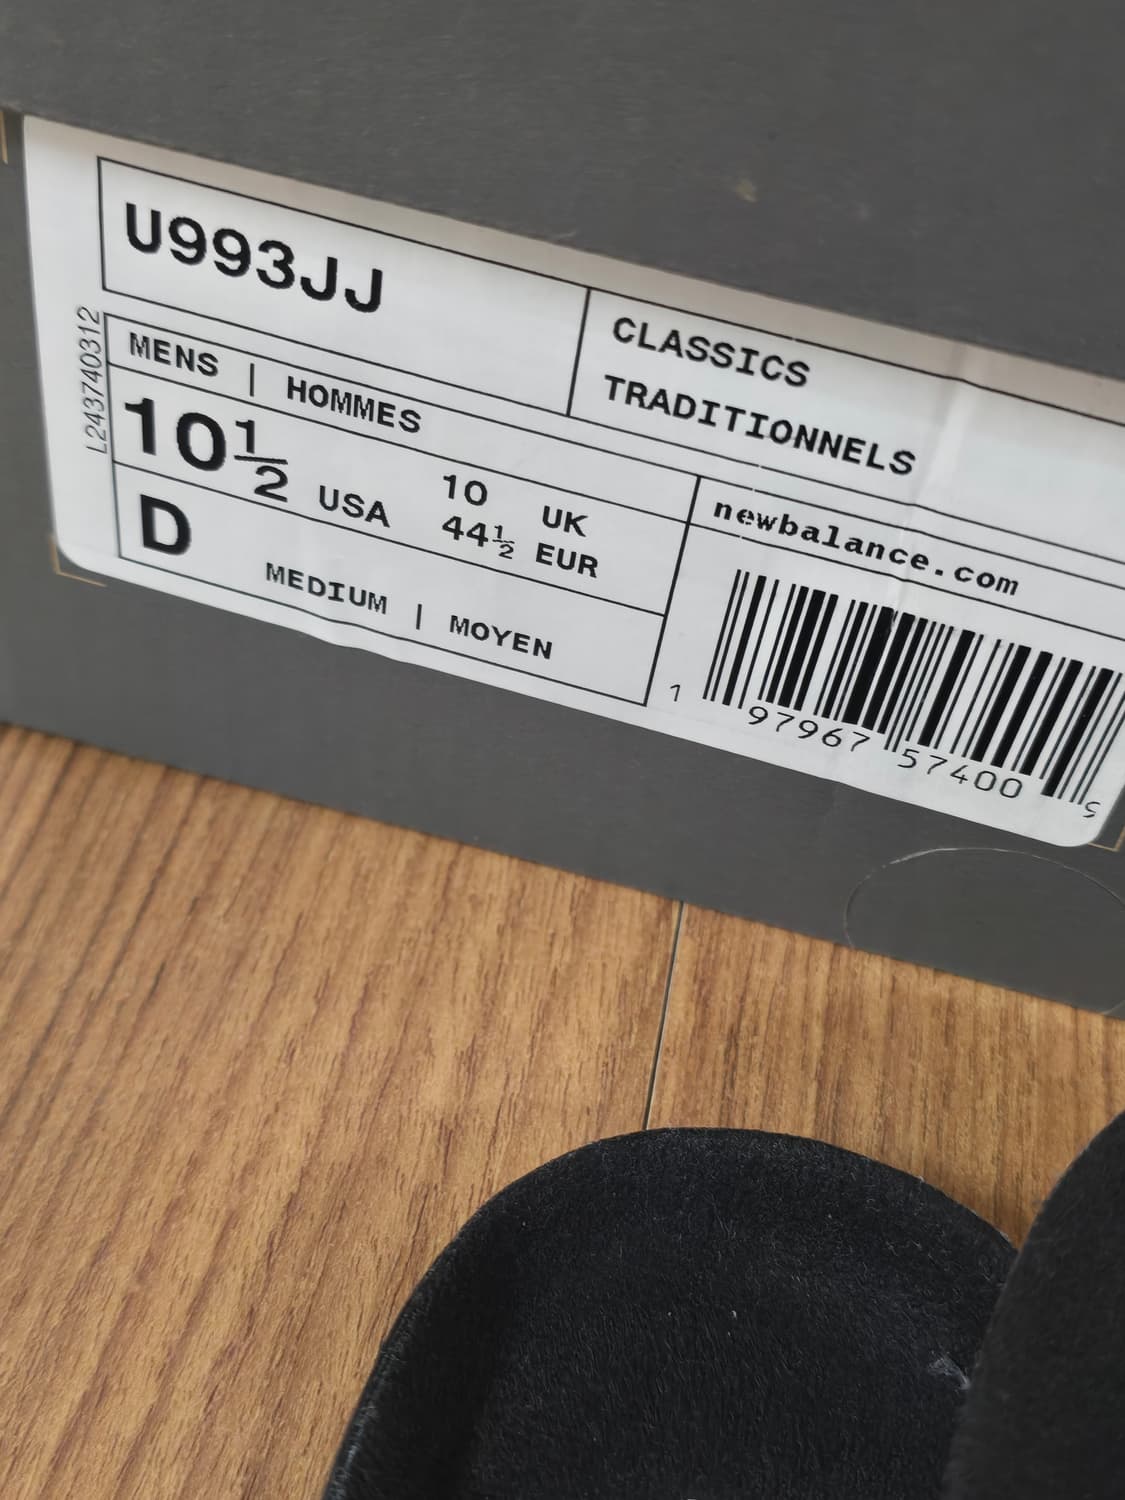 U993JJ
CLASSICS
TRADITIONNELS
MENS | HOMMES
10½ USA
10 UK
44½ EUR
D
MEDIUM | MOYEN
newbalance.com
1 97967 57400 5
L243740312